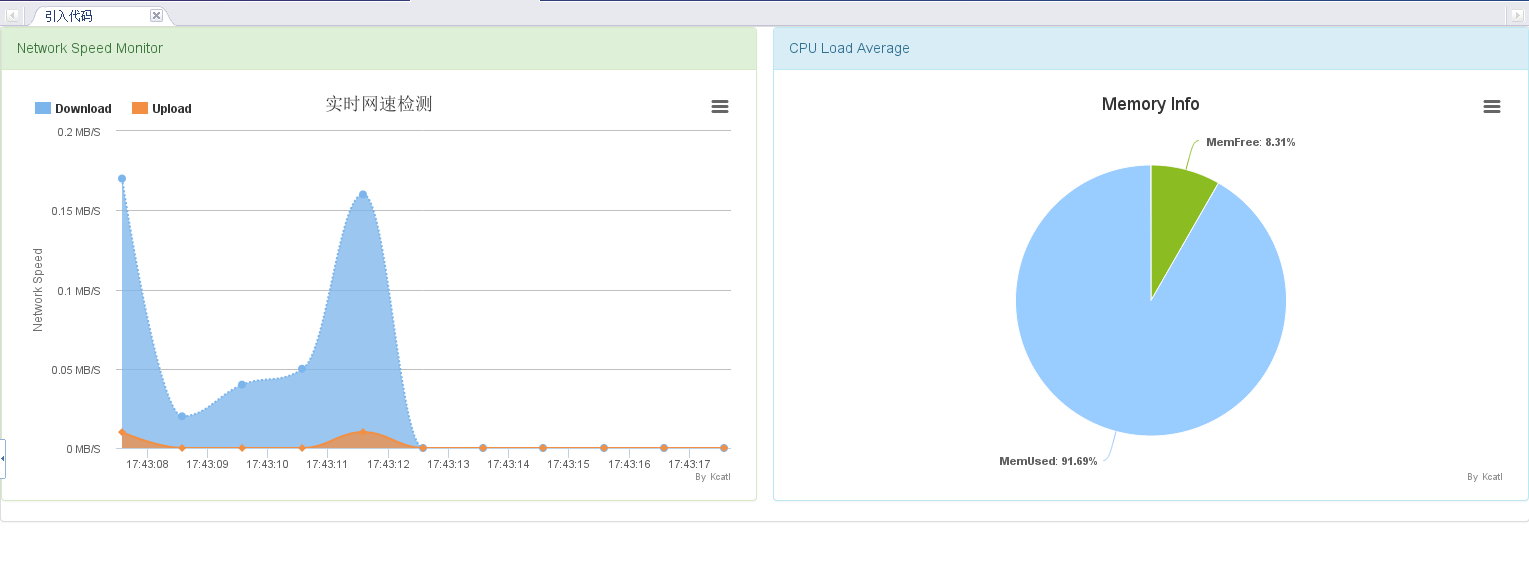 引入代码
Network Speed Monitor
Download
Upload
实时网速检测
0.2 MB/S
0.15 MB/S
0.1 MB/S
0.05 MB/S
0 MB/S
Network Speed
17:43:08 17:43:09 17:43:10 17:43:11 17:43:12 17:43:13 17:43:14 17:43:15 17:43:16 17:43:17
By Kcatl
CPU Load Average
Memory Info
MemFree: 8.31%
MemUsed: 91.69%
By Kcatl